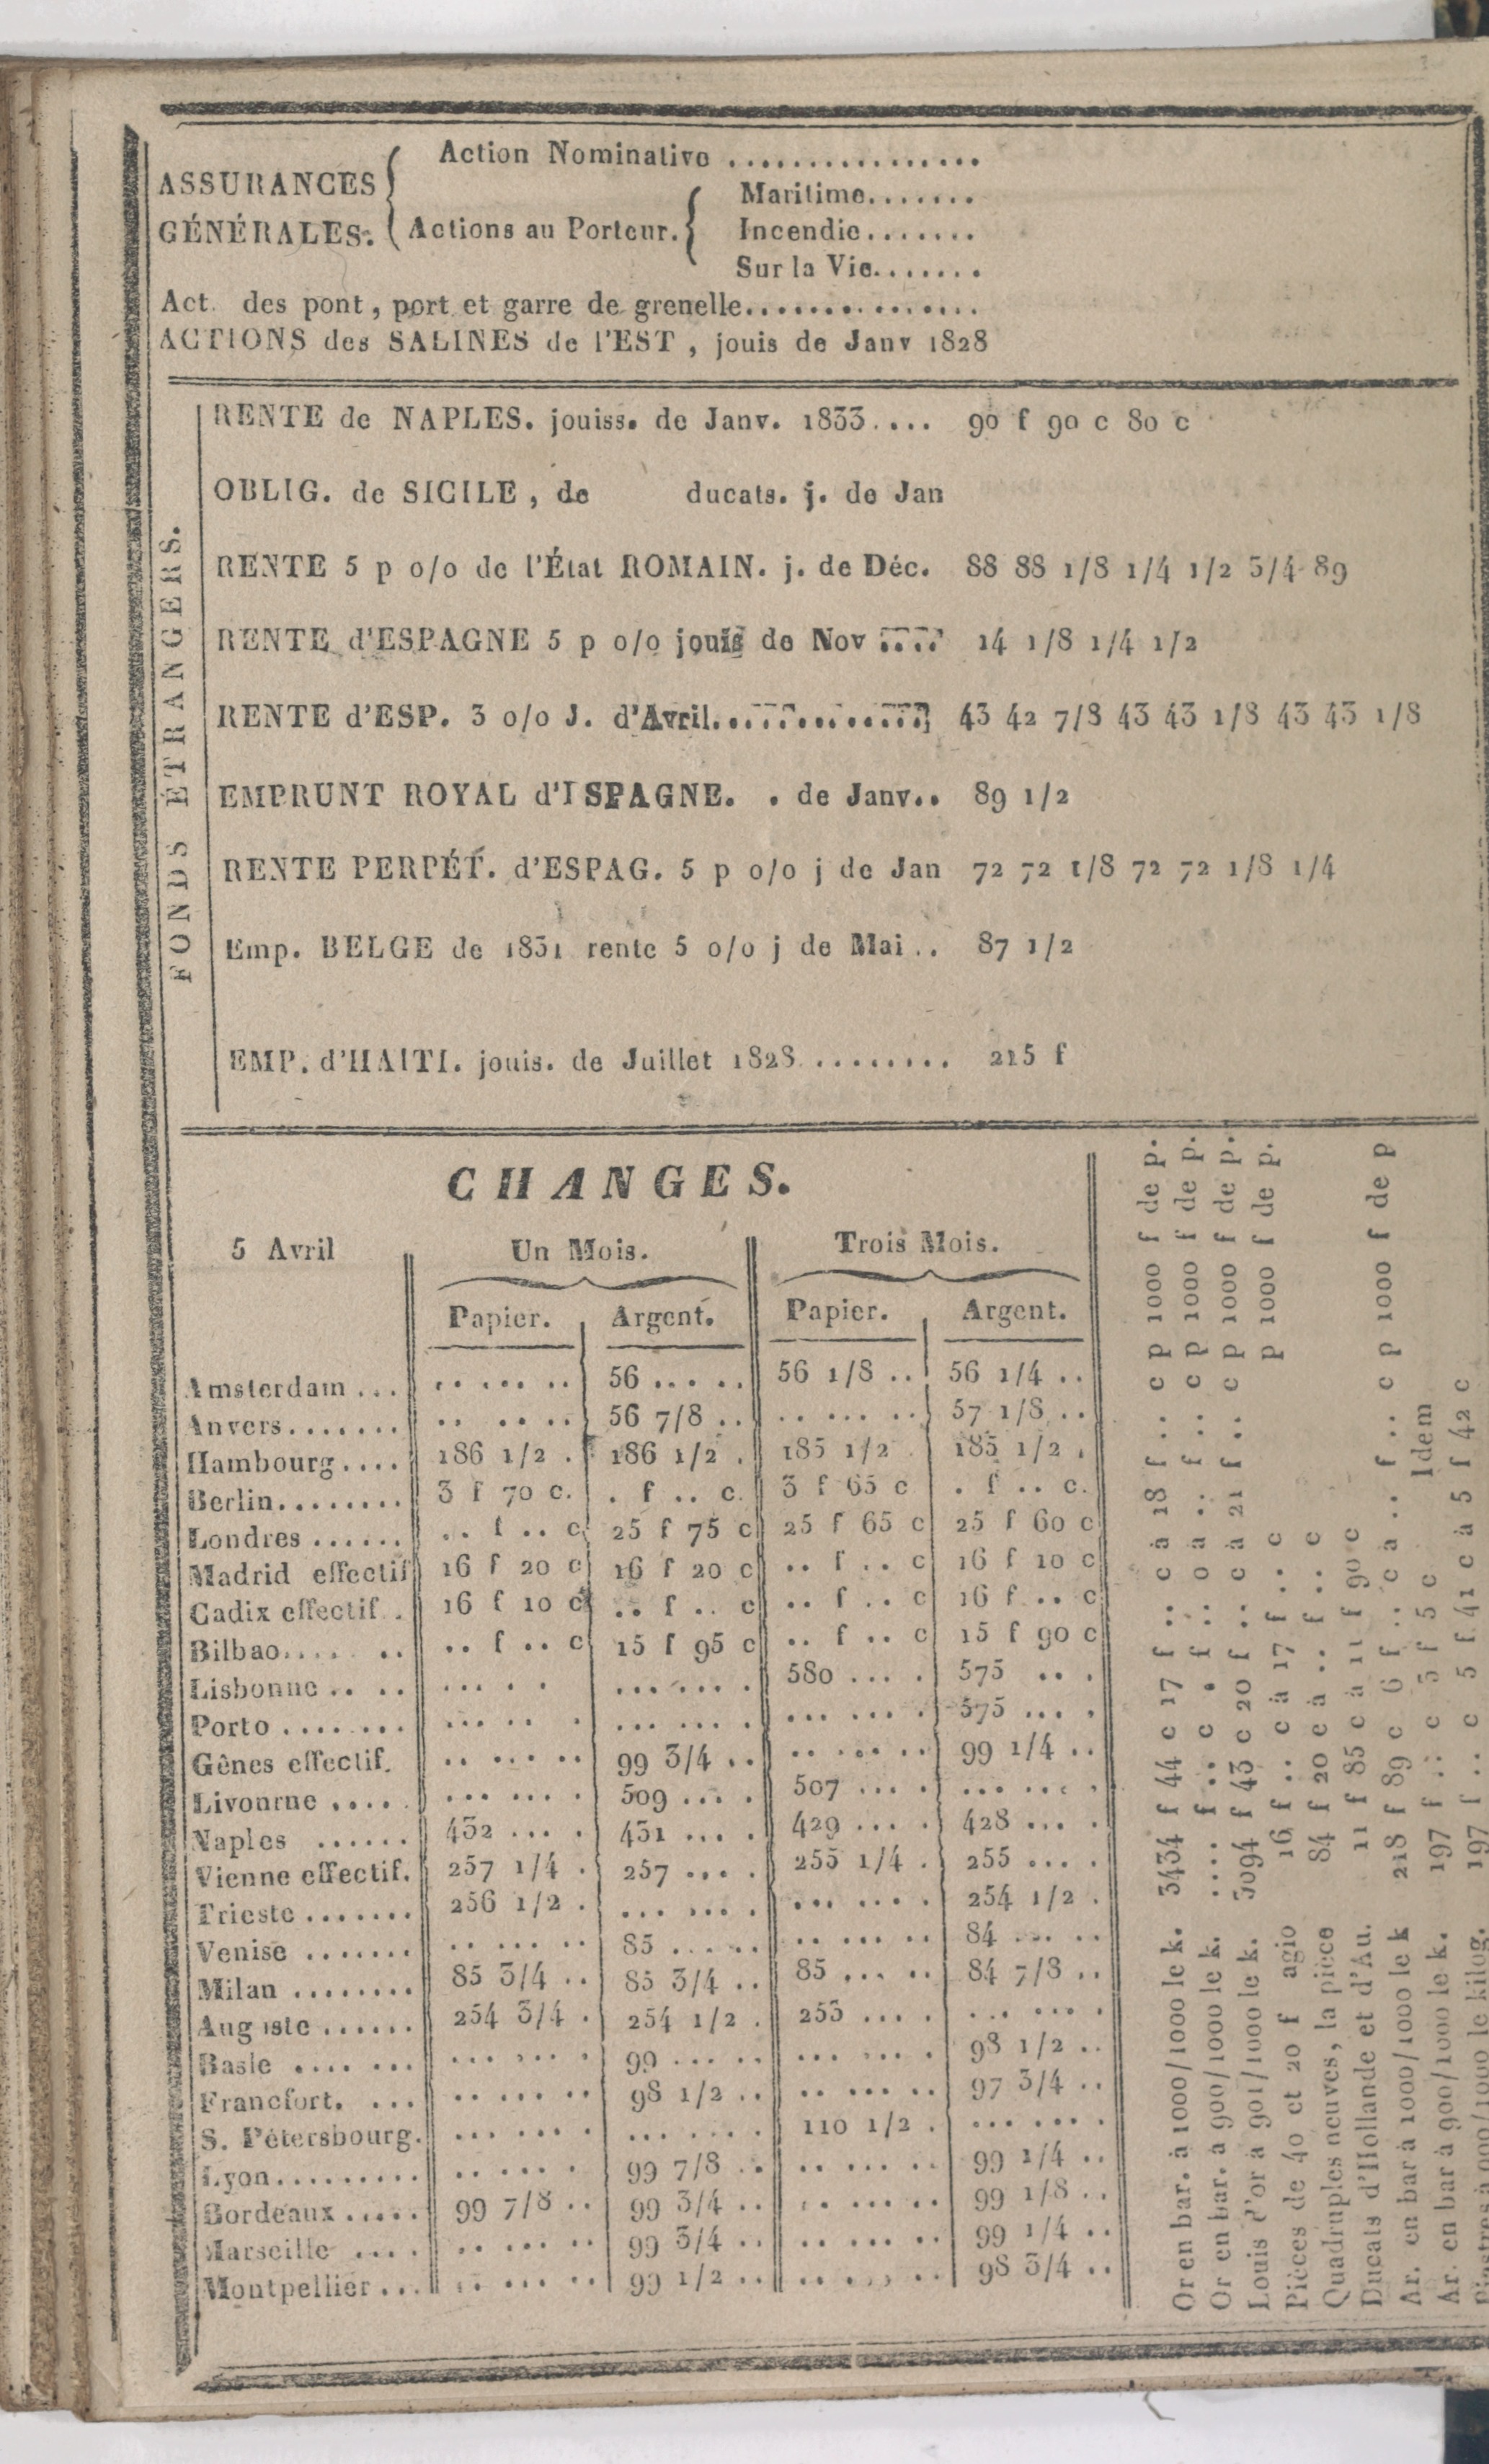 Action Nominative ................
ASSURANCES
GÉNÉRALES.
Actions au Porteur.
Maritime.......
Incendie.......
Sur la Vie.......
Act. des pont, port et garre de grenelle...............
ACTIONS des SALINES de l'EST, jouis de Janv 1828
FONDS ÉTRANGERS.
RENTE de NAPLES. jouiss. de Janv. 1833.... 90 f 90 c 80 c
OBLIG. de SICILE, de ducats. j. de Jan
RENTE 5 p o/o de l'État ROMAIN. j. de Déc. 88 88 1/8 1/4 1/2 3/4 89
RENTE d'ESPAGNE 5 p o/o jouis de Nov .... 14 1/8 1/4 1/2
RENTE d'ESP. 3 o/o J. d'Avril.............. 43 42 7/8 43 43 1/8 43 43 1/8
EMPRUNT ROYAL d'ISPAGNE. . de Janv.. 89 1/2
RENTE PERPÉT. d'ESPAG. 5 p o/o j de Jan 72 72 1/8 72 72 1/8 1/4
Emp. BELGE de 1831 rente 5 o/o j de Mai .. 87 1/2
EMP. d'HAITI. jouis. de Juillet 1828 ......... 215 f
CHANGES.
5 Avril Un Mois. Trois Mois.
Papier. Argent. Papier. Argent.
Amsterdam ... .. ... .. 56 ... .. 56 1/8 .. 56 1/4 ..
Anvers....... .. .. .. 56 7/8 .. .. ... .. 57 1/8 ..
Hambourg.... 186 1/2 . 186 1/2 . 185 1/2 . 185 1/2 .
Berlin........ 3 f 70 c. . f .. c. 3 f 65 c . f .. c.
Londres ...... .. f .. c 25 f 75 c 25 f 65 c 25 f 60 c
Madrid effectif 16 f 20 c 16 f 20 c .. f .. c 16 f 10 c
Cadix effectif . 16 f 10 c .. f .. c .. f .. c 16 f .. c
Bilbao.... .. .. f .. c 15 f 95 c .. f .. c 15 f 90 c
Lisbonne .. .. ... . . ... ... . 580 ... . 575 .. .
Porto ........ ... .. . ... ... . ... ... . 575 ... .
Gênes effectif. .. ... .. 99 3/4 .. .. ... .. 99 1/4 ..
Livourne .... ... ... . 509 ... . 507 ... . ... ... .
Naples ...... 432 ... . 431 ... . 429 ... . 428 ... .
Vienne effectif. 257 1/4 . 257 ... . 255 1/4 . 255 ... .
Trieste ....... 256 1/2 . ... ... . ... ... . 254 1/2 .
Venise ....... .. ... .. 85 ... .. .. ... .. 84 ... ..
Milan ........ 85 3/4 .. 85 3/4 .. 85 ... .. 84 7/8 ..
Aug ste ...... 254 3/4 . 254 1/2 . 253 ... . ... ... .
Basle .... ... ... ... . 99 ... .. ... ... . 98 1/2 ..
Francfort. ... .. ... .. 98 1/2 .. .. ... .. 97 3/4 ..
S. Pétersbourg. ... ... . ... ... . 110 1/2 . ... ... .
Lyon......... .. ... . 99 7/8 .. .. ... .. 99 1/4 ..
Bordeaux ..... 99 7/8 .. 99 3/4 .. .. ... .. 99 1/8 ..
Marseille .... .. ... .. 99 3/4 .. .. ... .. 99 1/4 ..
Montpellier ... .. ... .. 99 1/2 .. .. ... .. 98 3/4 ..
Or en bar. à 1000/1000 le k. 3434 f 44 c 17 f .. c à 18 f .. c p 1000 f de p.
Or en bar. à 900/1000 le k. .... f .. c . f .. o à .. f .. c p 1000 f de p.
Louis d'or à 901/1000 le k. 3094 f 43 c 20 f .. c à 21 f .. c p 1000 f de p.
Pièces de 40 et 20 f agio 16 f .. c à 17 f .. c p 1000 f de p.
Quadruples neuves, la pièce 84 f 20 c à .. f .. c
Ducats d'Hollande et d'Au. 11 f 85 c à 11 f 90 c
Ar. en bar à 1000/1000 le k 218 f 89 c 6 f .. c à .. f .. c p 1000 f de p
Ar. en bar à 900/1000 le k. 197 f .. c 5 f 5 c Idem
le kilog. 197 f .. c 5 f 41 c à 5 f 42 c